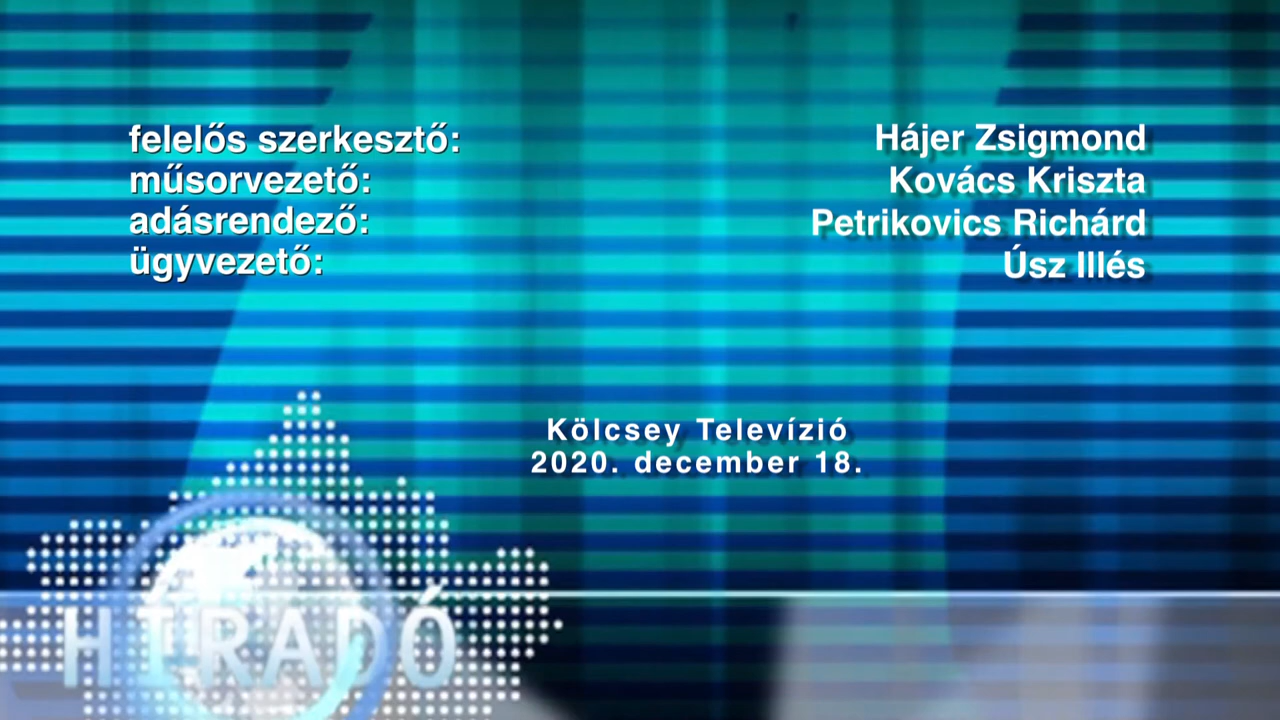 felelős szerkesztő: Hájer Zsigmond
műsorvezető: Kovács Kriszta
adásrendező: Petrikovics Richárd
ügyvezető: Úsz Illés
Kölcsey Televízió
2020. december 18.
HÍRADÓ